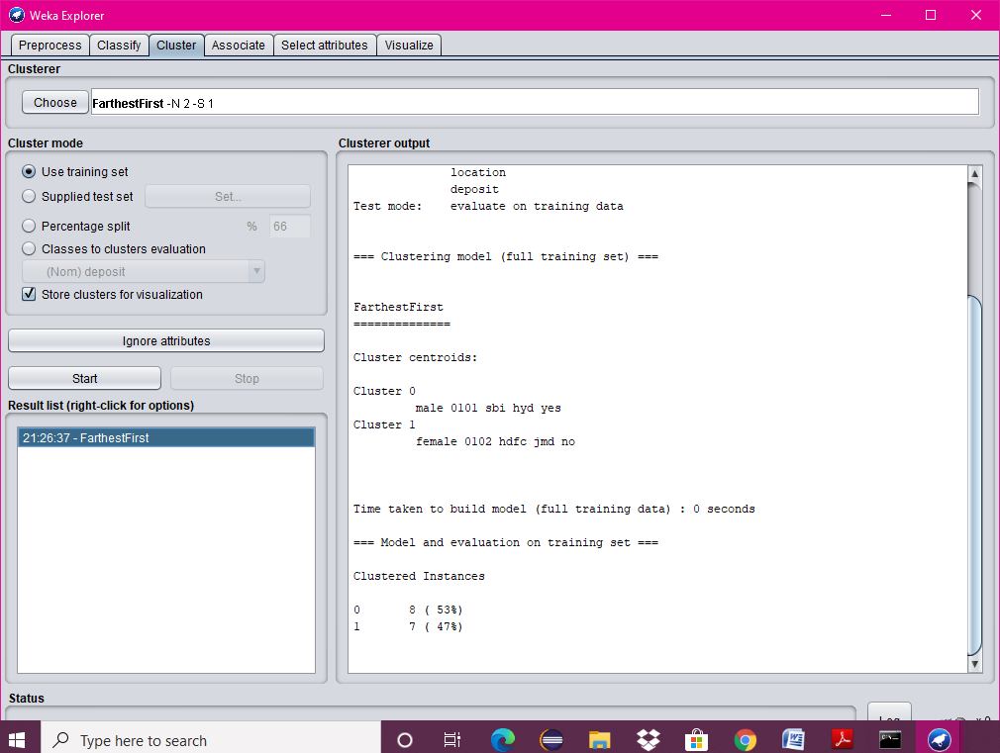 Weka Explorer
Preprocess Classify Cluster Associate Select attributes Visualize
Clusterer
Choose FarthestFirst -N 2 -S 1
Cluster mode
Use training set
Supplied test set Set...
Percentage split % 66
Classes to clusters evaluation
(Nom) deposit
Store clusters for visualization
Ignore attributes
Start Stop
Result list (right-click for options)
21:26:37 - FarthestFirst
Clusterer output
location
deposit
Test mode: evaluate on training data
=== Clustering model (full training set) ===
FarthestFirst
==============
Cluster centroids:
Cluster 0
male 0101 sbi hyd yes
Cluster 1
female 0102 hdfc jmd no
Time taken to build model (full training data) : 0 seconds
=== Model and evaluation on training set ===
Clustered Instances
0 8 ( 53%)
1 7 ( 47%)
Status
Log x 0
Type here to search